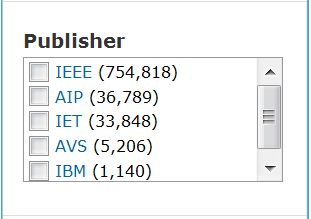 Publisher
IEEE (754,818)
AIP (36,789)
IET (33,848)
AVS (5,206)
IBM (1,140)